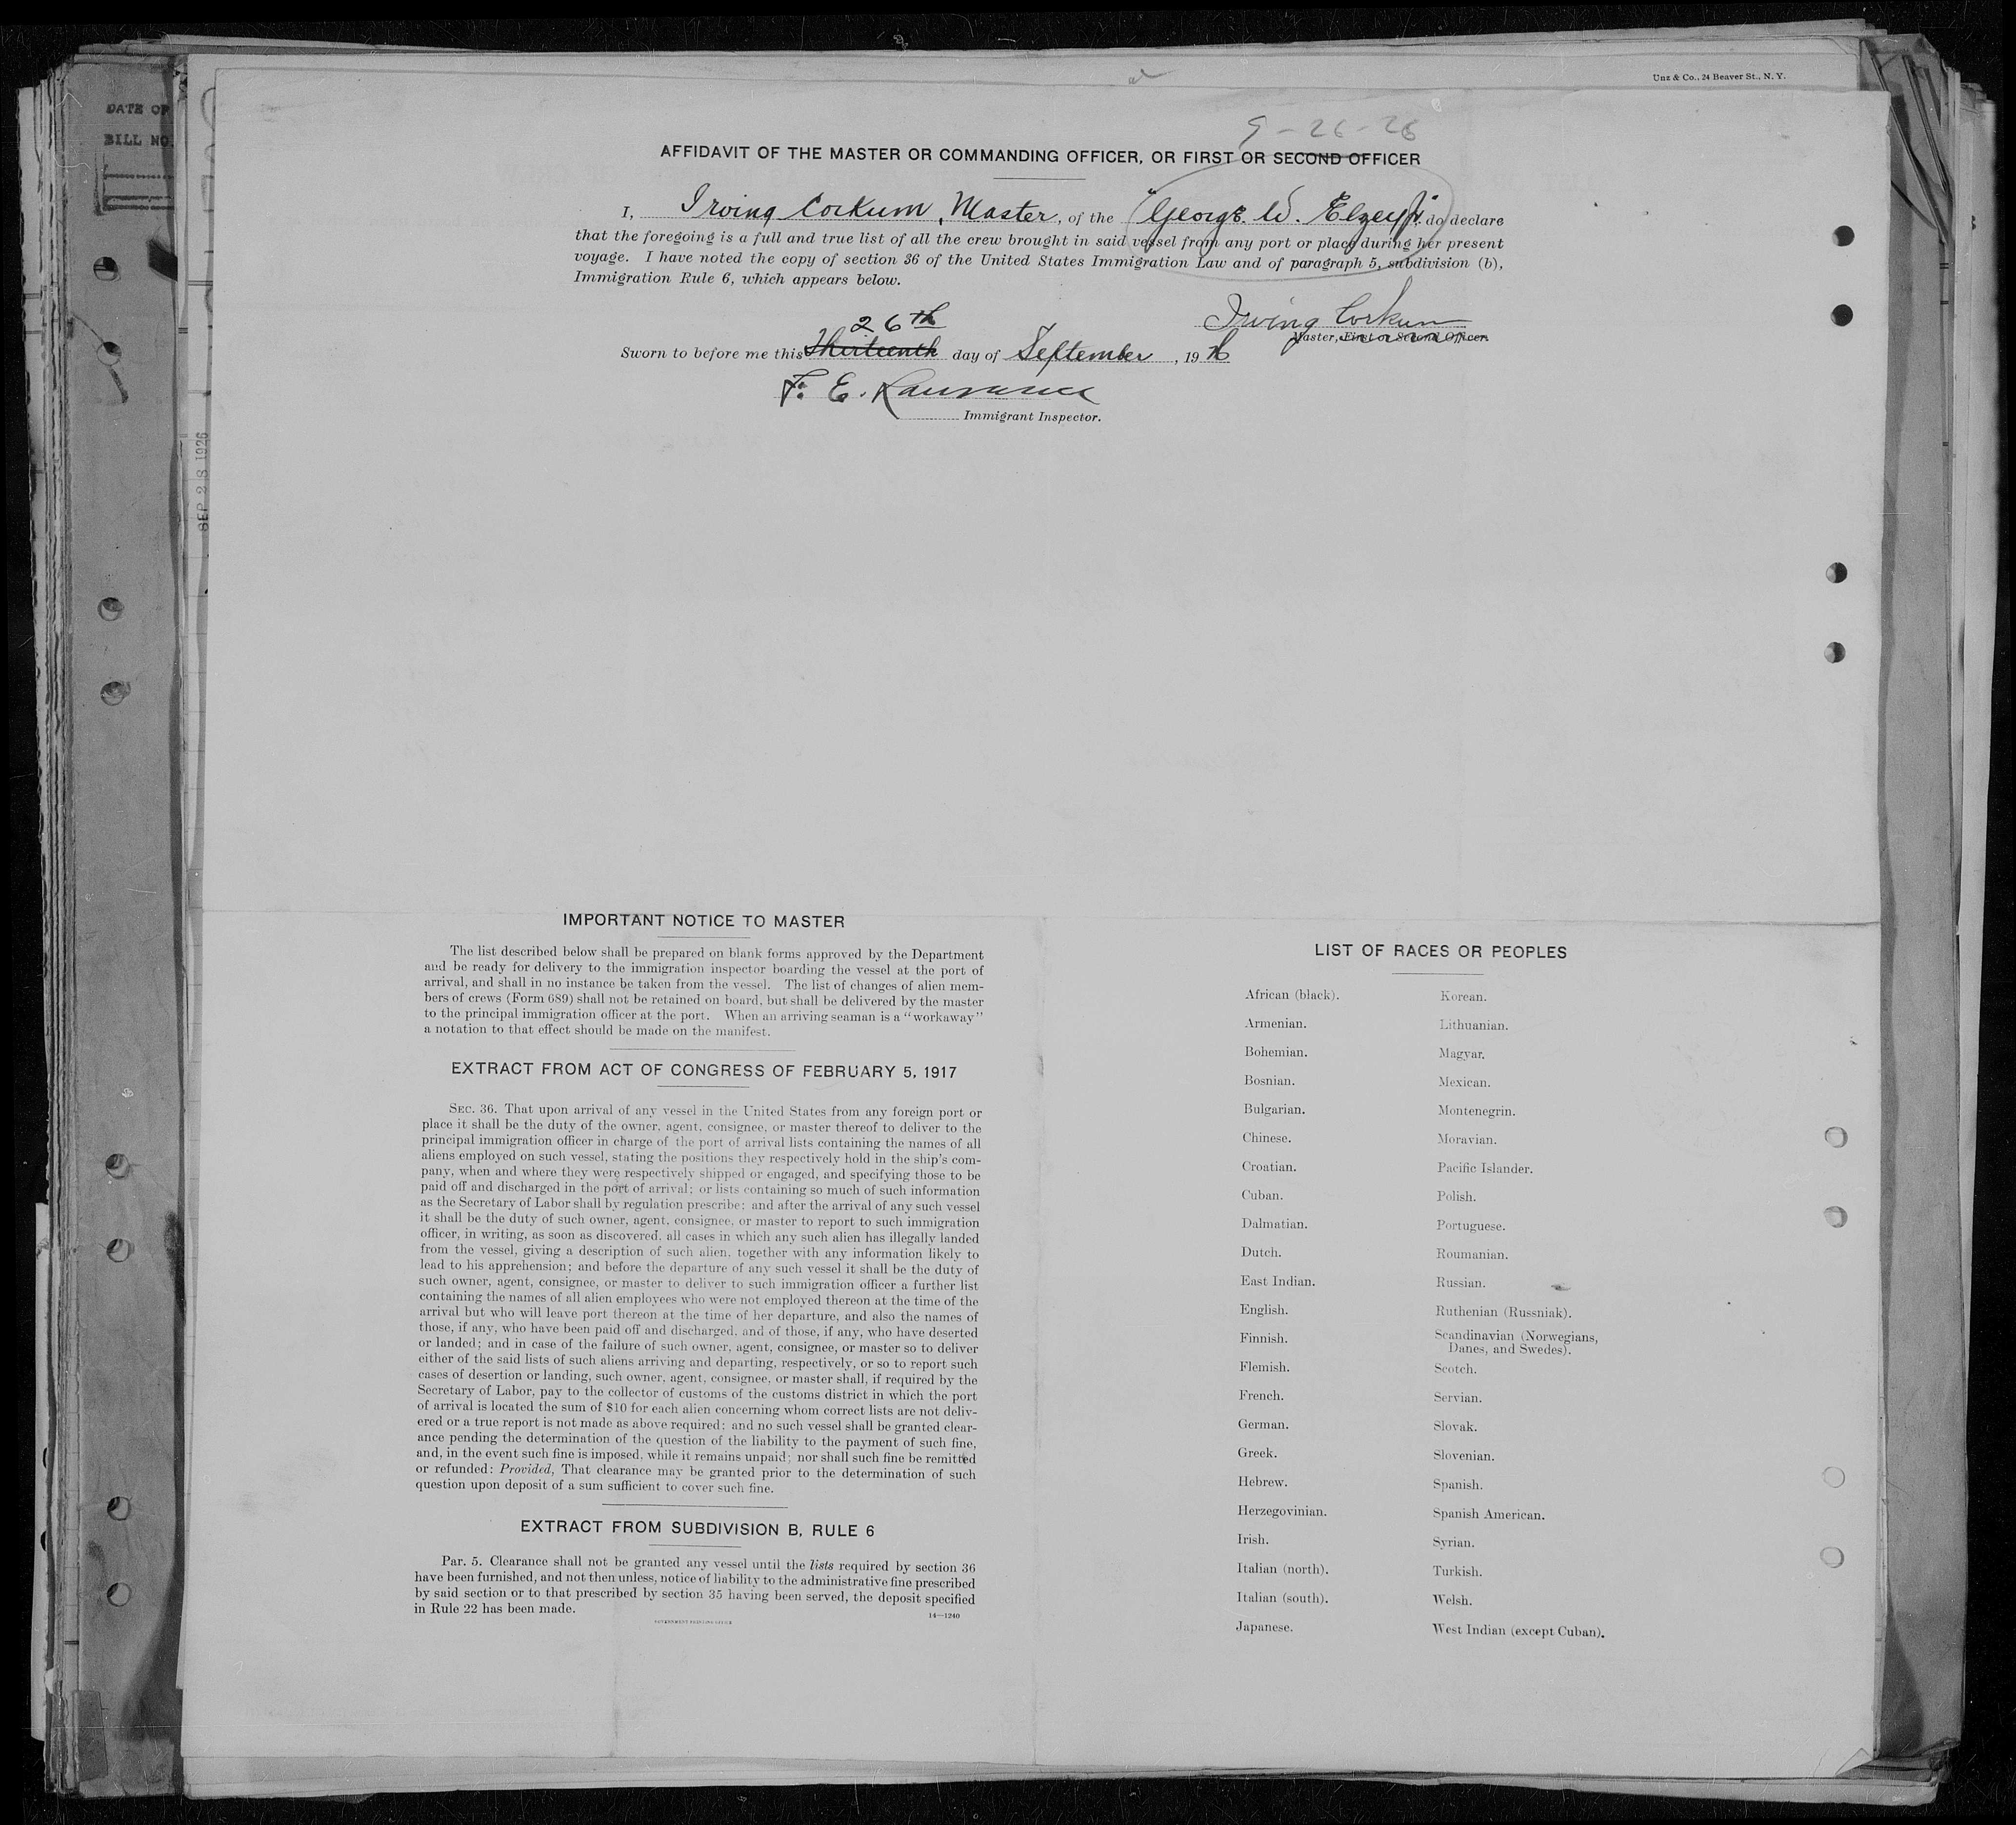 Unz & Co., 24 Beaver St., N. Y.
DATE OF
BILL NO.
SEP 28 1926
9-26-26
AFFIDAVIT OF THE MASTER OR COMMANDING OFFICER, OR FIRST OR SECOND OFFICER
I, Irving Corkum, Master, of the "George W. Elzey Jr." do declare
that the foregoing is a full and true list of all the crew brought in said vessel from any port or place during her present
voyage. I have noted the copy of section 36 of the United States Immigration Law and of paragraph 5, subdivision (b),
Immigration Rule 6, which appears below.
Irving Corkum
Master, First or Second Officer.
26th
Sworn to before me this Thirteenth day of September, 19
F. E. Lawrence
Immigrant Inspector.
IMPORTANT NOTICE TO MASTER
The list described below shall be prepared on blank forms approved by the Department
and be ready for delivery to the immigration inspector boarding the vessel at the port of
arrival, and shall in no instance be taken from the vessel. The list of changes of alien mem-
bers of crews (Form 689) shall not be retained on board, but shall be delivered by the master
to the principal immigration officer at the port. When an arriving seaman is a "workaway"
a notation to that effect should be made on the manifest.
EXTRACT FROM ACT OF CONGRESS OF FEBRUARY 5, 1917
SEC. 36. That upon arrival of any vessel in the United States from any foreign port or
place it shall be the duty of the owner, agent, consignee, or master thereof to deliver to the
principal immigration officer in charge of the port of arrival lists containing the names of all
aliens employed on such vessel, stating the positions they respectively hold in the ship's com-
pany, when and where they were respectively shipped or engaged, and specifying those to be
paid off and discharged in the port of arrival; or lists containing so much of such information
as the Secretary of Labor shall by regulation prescribe; and after the arrival of any such vessel
it shall be the duty of such owner, agent, consignee, or master to report to such immigration
officer, in writing, as soon as discovered, all cases in which any such alien has illegally landed
from the vessel, giving a description of such alien, together with any information likely to
lead to his apprehension; and before the departure of any such vessel it shall be the duty of
such owner, agent, consignee, or master to deliver to such immigration officer a further list
containing the names of all alien employees who were not employed thereon at the time of the
arrival but who will leave port thereon at the time of her departure, and also the names of
those, if any, who have been paid off and discharged, and of those, if any, who have deserted
or landed; and in case of the failure of such owner, agent, consignee, or master so to deliver
either of the said lists of such aliens arriving and departing, respectively, or so to report such
cases of desertion or landing, such owner, agent, consignee, or master shall, if required by the
Secretary of Labor, pay to the collector of customs of the customs district in which the port
of arrival is located the sum of $10 for each alien concerning whom correct lists are not deliv-
ered or a true report is not made as above required; and no such vessel shall be granted clear-
ance pending the determination of the question of the liability to the payment of such fine,
and, in the event such fine is imposed, while it remains unpaid; nor shall such fine be remitted
or refunded: Provided, That clearance may be granted prior to the determination of such
question upon deposit of a sum sufficient to cover such fine.
EXTRACT FROM SUBDIVISION B, RULE 6
Par. 5. Clearance shall not be granted any vessel until the lists required by section 36
have been furnished, and not then unless, notice of liability to the administrative fine prescribed
by said section or to that prescribed by section 35 having been served, the deposit specified
in Rule 22 has been made.
GOVERNMENT PRINTING OFFICE
14—1240
LIST OF RACES OR PEOPLES
African (black).
Armenian.
Bohemian.
Bosnian.
Bulgarian.
Chinese.
Croatian.
Cuban.
Dalmatian.
Dutch.
East Indian.
English.
Finnish.
Flemish.
French.
German.
Greek.
Hebrew.
Herzegovinian.
Irish.
Italian (north).
Italian (south).
Japanese.
Korean.
Lithuanian.
Magyar.
Mexican.
Montenegrin.
Moravian.
Pacific Islander.
Polish.
Portuguese.
Roumanian.
Russian.
Ruthenian (Russniak).
Scandinavian (Norwegians,
Danes, and Swedes).
Scotch.
Servian.
Slovak.
Slovenian.
Spanish.
Spanish American.
Syrian.
Turkish.
Welsh.
West Indian (except Cuban).